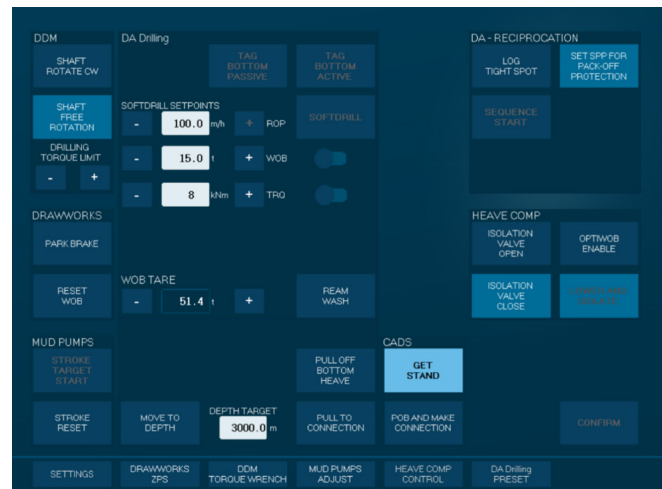 DDM
SHAFT
ROTATE CW
SHAFT
FREE
ROTATION
DRILLING
TORQUE LIMIT
- +
DA Drilling
TAG
BOTTOM
PASSIVE
TAG
BOTTOM
ACTIVE
SOFTDRILL SETPOINTS
- 100.0 m/h + ROP
SOFTDRILL
- 15.0 t + WOB
- 8 kNm + TRQ
DA - RECIPROCATION
LOG
TIGHT SPOT
SET SPP FOR
PACK-OFF
PROTECTION
SEQUENCE
START
DRAWWORKS
PARK BRAKE
RESET
WOB
WOB TARE
- 51.4 t +
REAM
WASH
HEAVE COMP
ISOLATION
VALVE
OPEN
OPTIWOB
ENABLE
ISOLATION
VALVE
CLOSE
MUD PUMPS
STROKE
TARGET
START
STROKE
RESET
MOVE TO
DEPTH
DEPTH TARGET
3000.0 m
PULL OFF
BOTTOM
HEAVE
PULL TO
CONNECTION
CADS
GET
STAND
POB AND MAKE
CONNECTION
CONFIRM
SETTINGS
DRAWWORKS
ZPS
DDM
TORQUE WRENCH
MUD PUMPS
ADJUST
HEAVE COMP
CONTROL
DA Drilling
PRESET